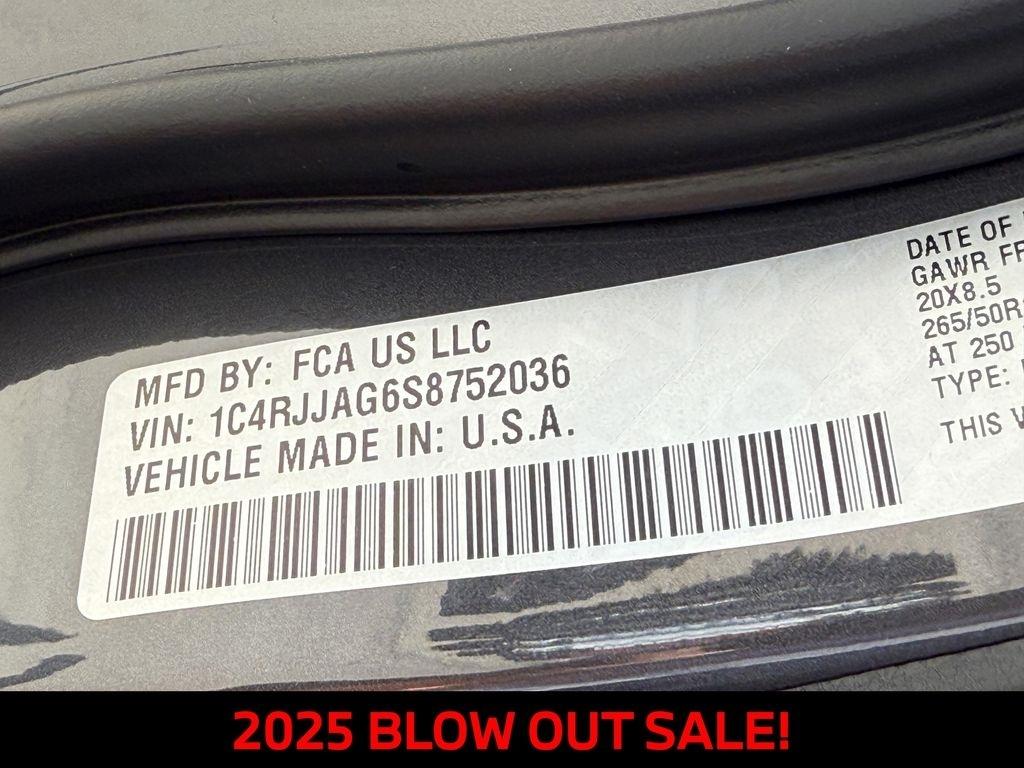 MFD BY: FCA US LLC
VIN: 1C4RJJAG6S8752036
VEHICLE MADE IN: U.S.A.
DATE OF
GAWR
20X8.5
265/50R
AT 250
TYPE:
THIS
2025 BLOW OUT SALE!